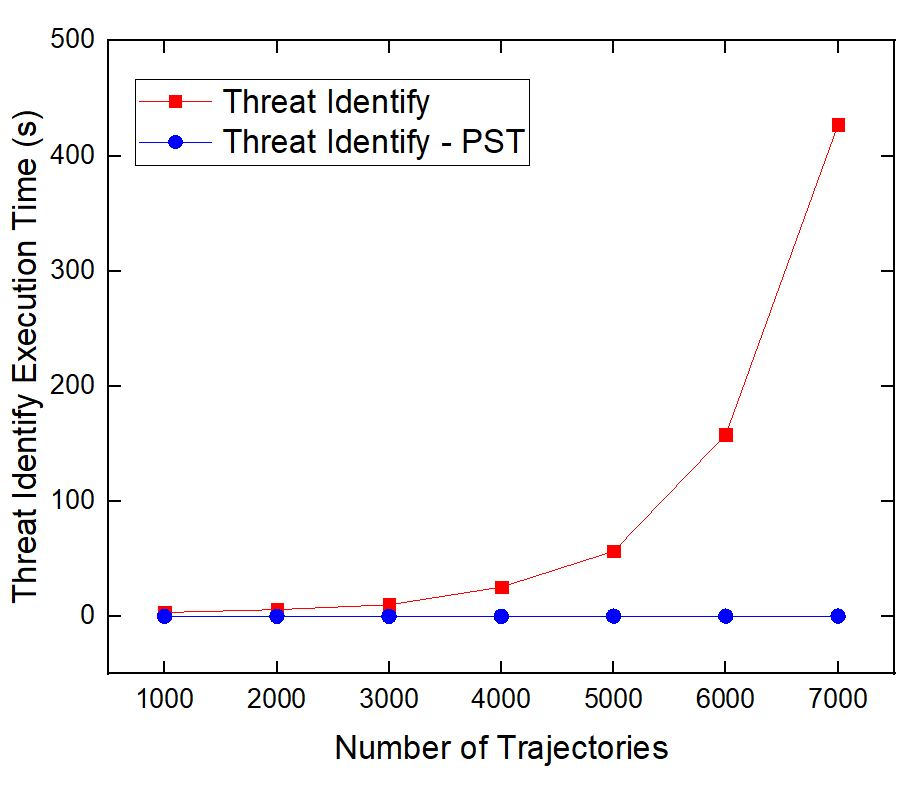 500
400
300
200
100
0
Threat Identify Execution Time (s)
Threat Identify
Threat Identify - PST
1000 2000 3000 4000 5000 6000 7000
Number of Trajectories